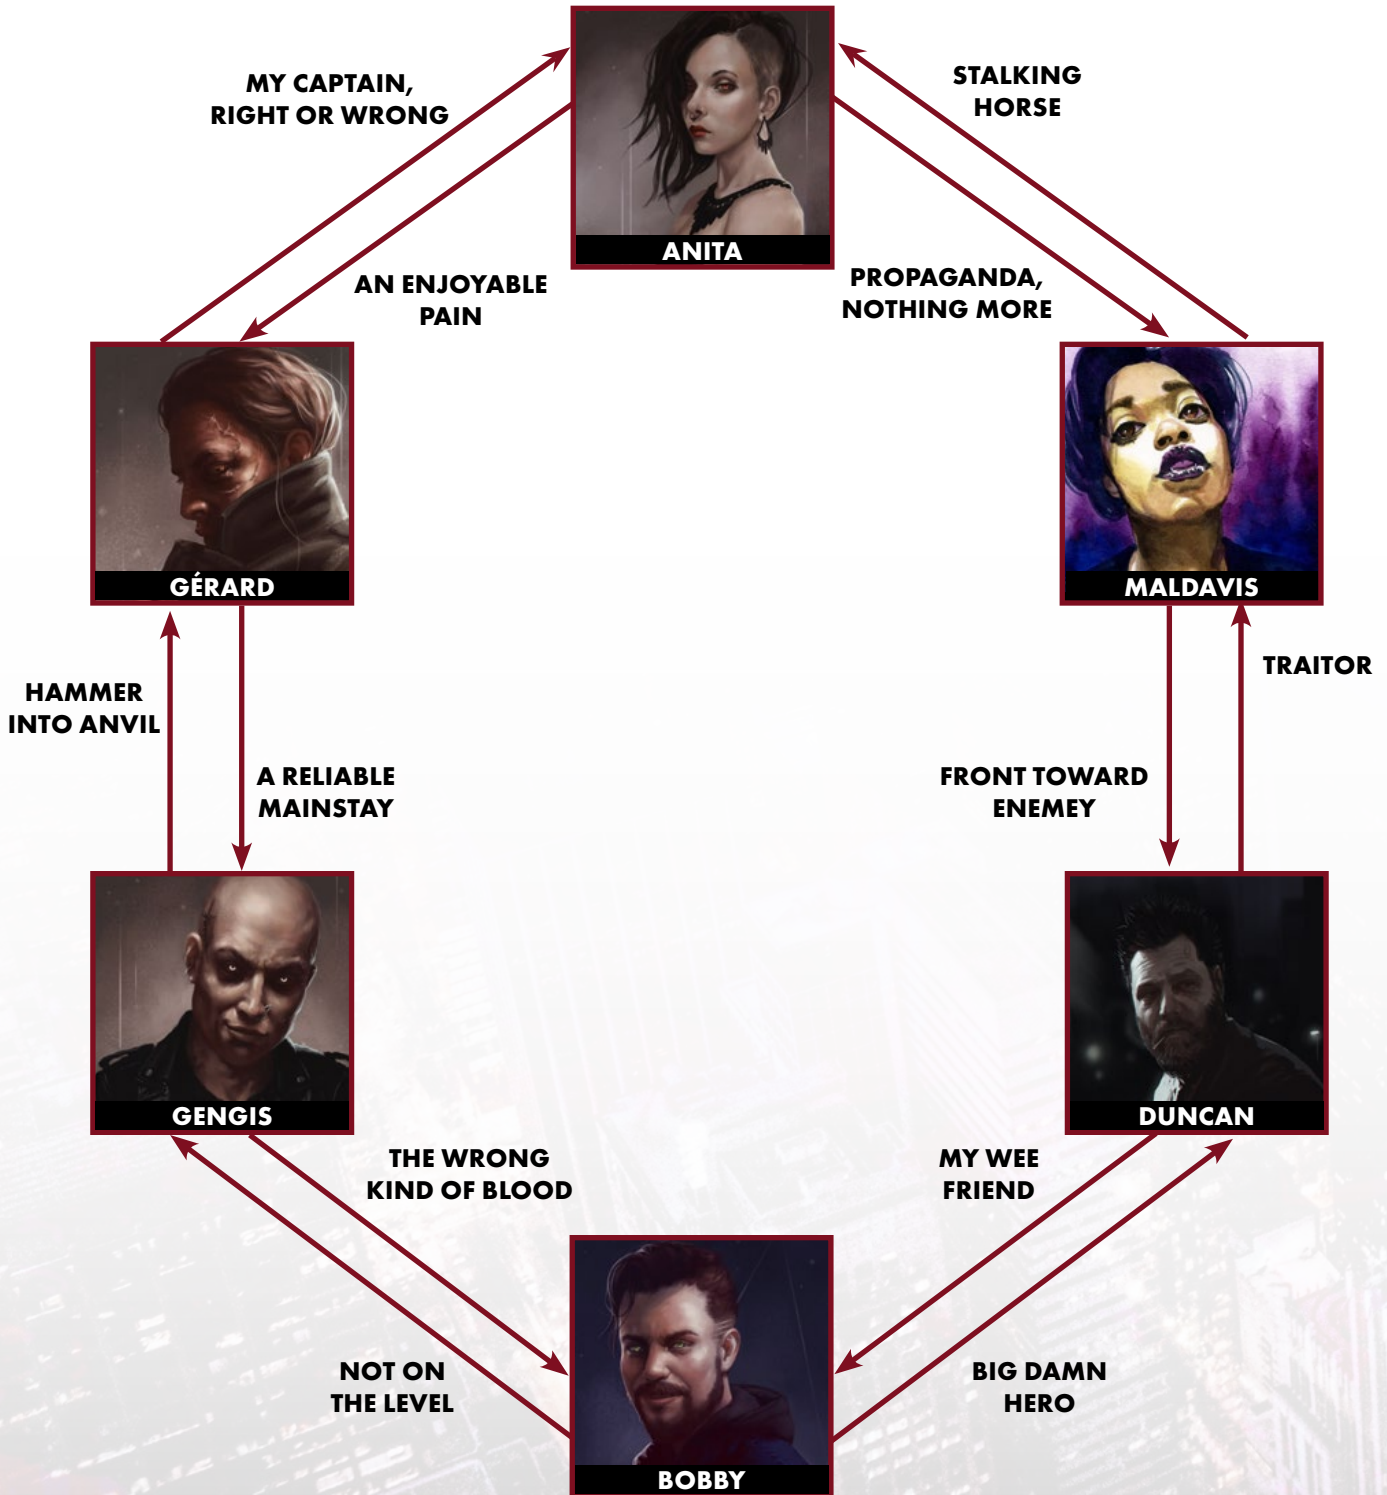 MY CAPTAIN,
RIGHT OR WRONG
STALKING
HORSE
ANITA
AN ENJOYABLE
PAIN
PROPAGANDA,
NOTHING MORE
GÉRARD
MALDAVIS
HAMMER
INTO ANVIL
TRAITOR
A RELIABLE
MAINSTAY
FRONT TOWARD
ENEMEY
GENGIS
DUNCAN
THE WRONG
KIND OF BLOOD
MY WEE
FRIEND
NOT ON
THE LEVEL
BIG DAMN
HERO
BOBBY